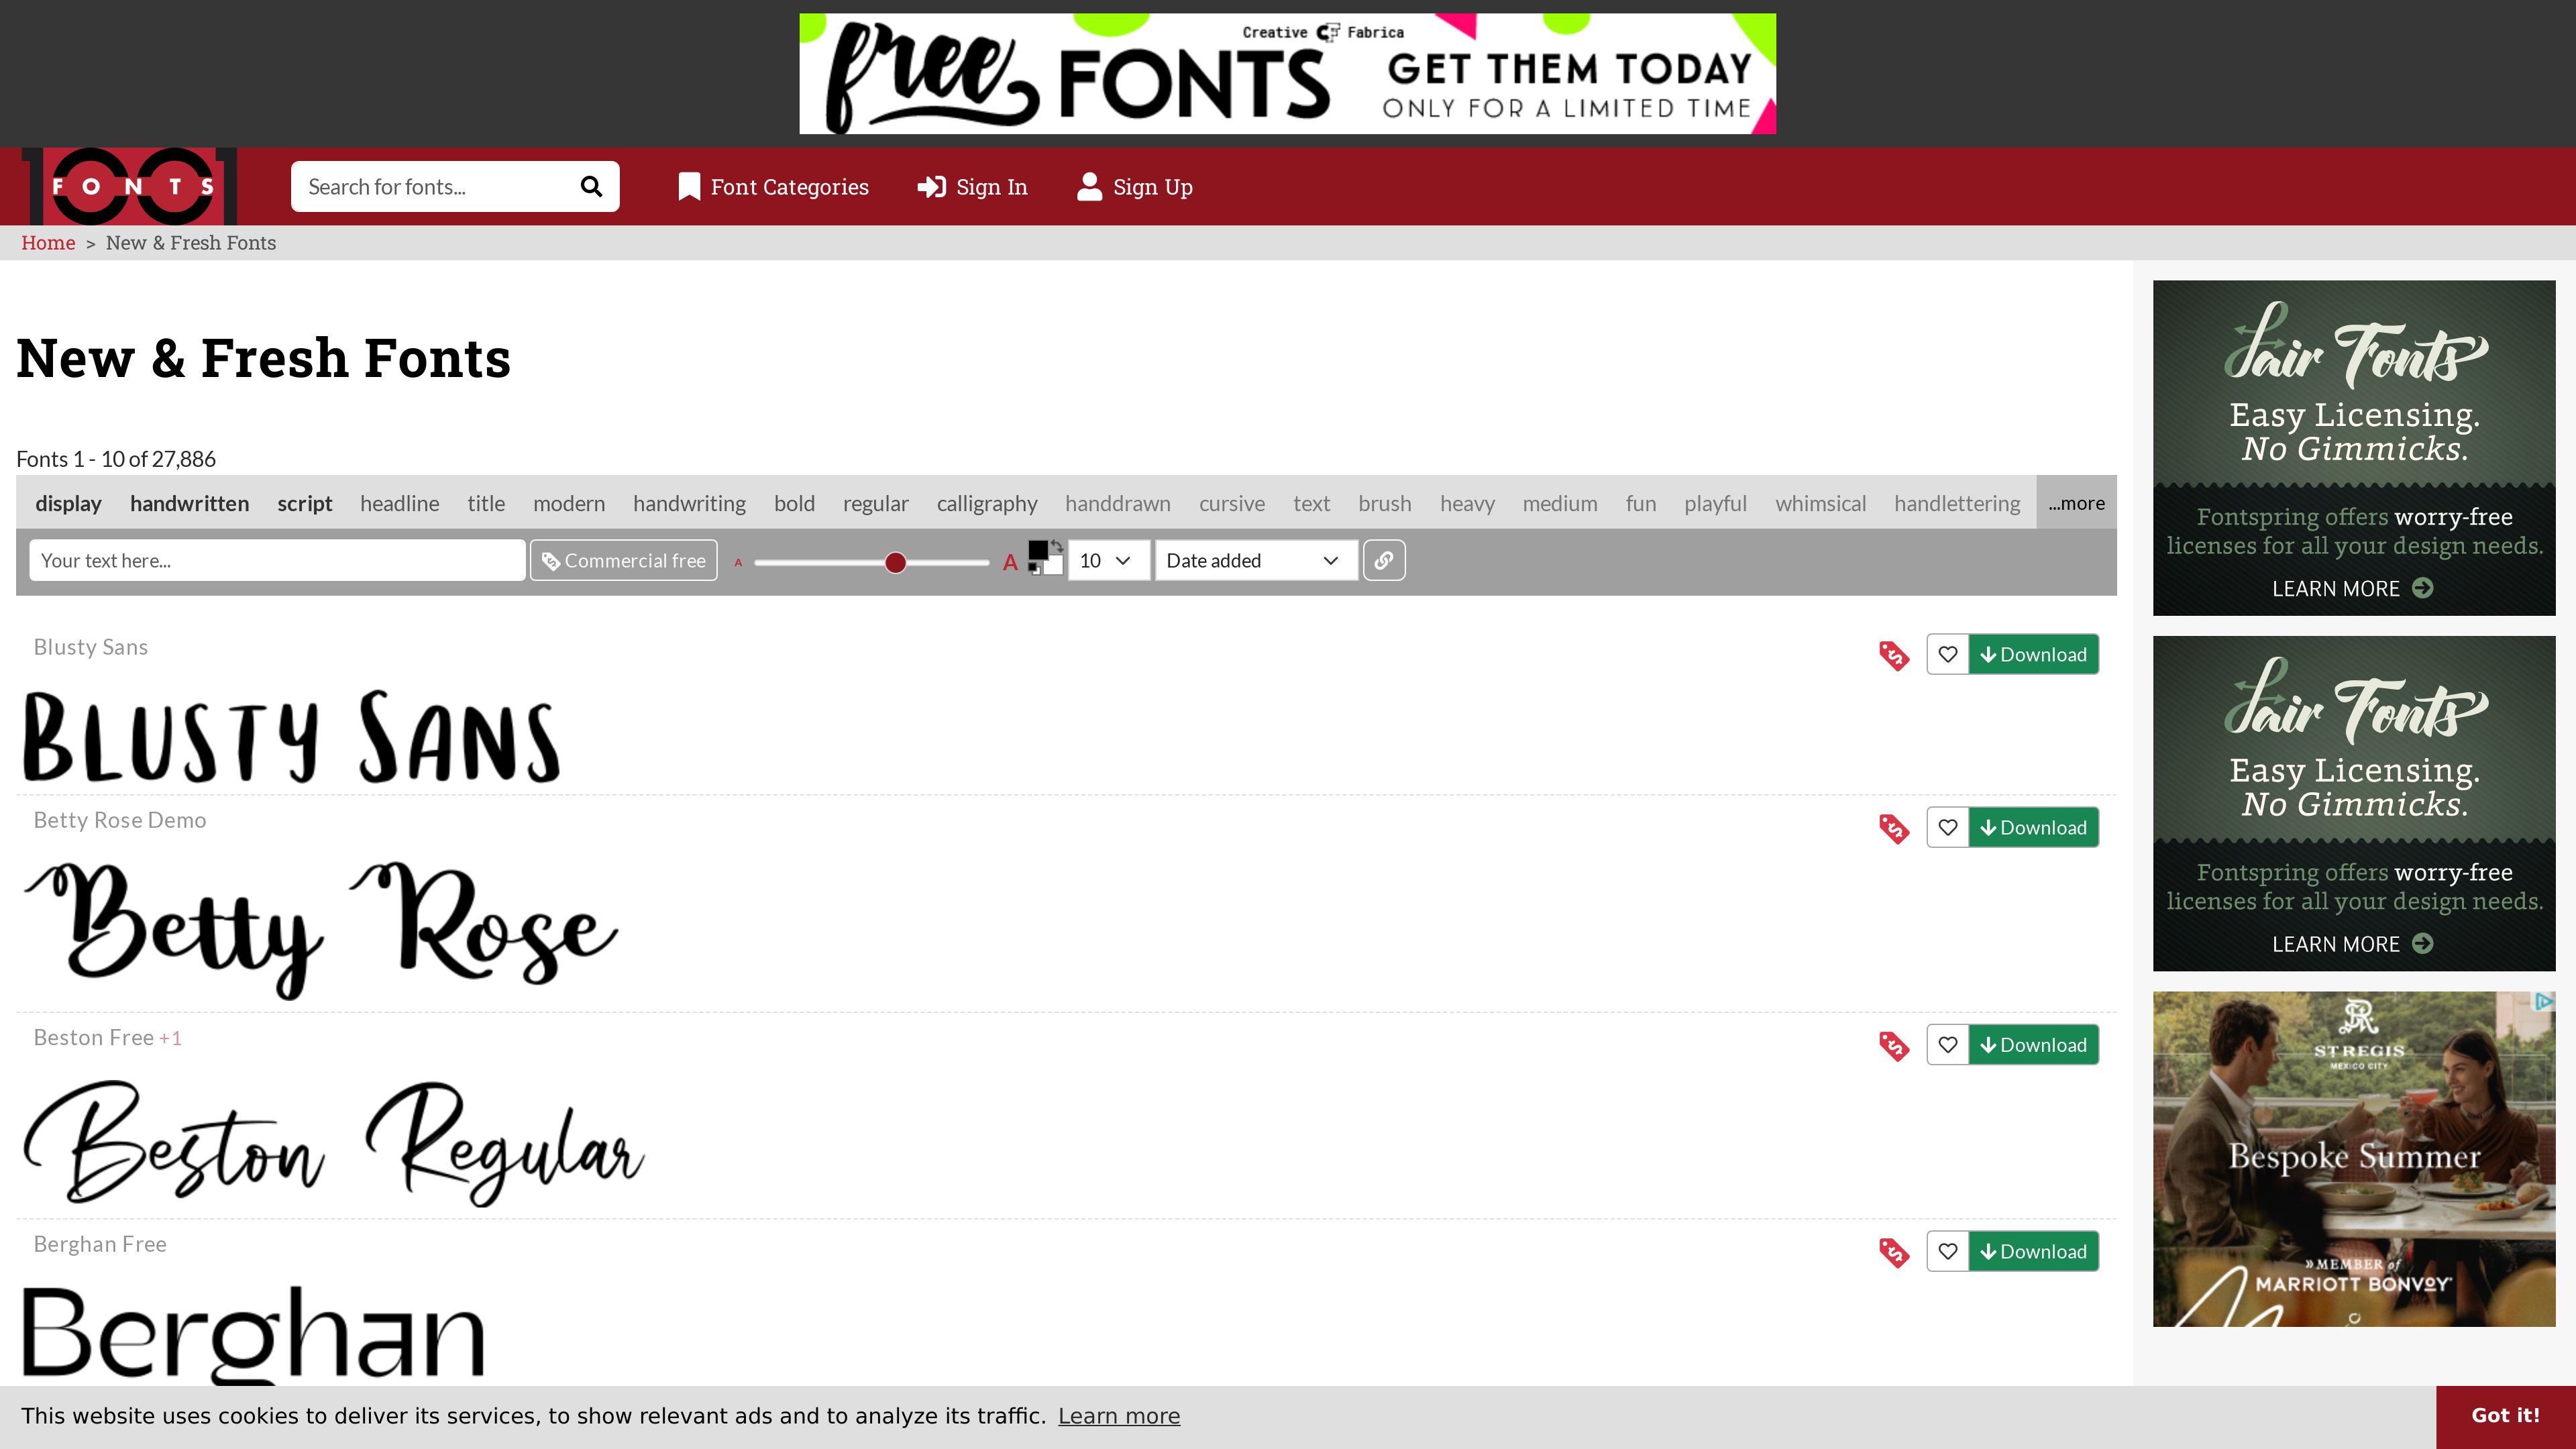 free FONTS
Creative Fabrica
GET THEM TODAY
ONLY FOR A LIMITED TIME
1001 FONTS
Search for fonts...
Font Categories
Sign In
Sign Up
Home > New & Fresh Fonts
New & Fresh Fonts
Fonts 1 - 10 of 27,886
display handwritten script headline title modern handwriting bold regular calligraphy handdrawn cursive text brush heavy medium fun playful whimsical handlettering ...more
Your text here... Commercial free A A 10 Date added
Blusty Sans
Download
BLUSTY SANS
Betty Rose Demo
Download
Betty Rose
Beston Free +1
Download
Beston Regular
Berghan Free
Download
Berghan
Fair Fonts
Easy Licensing.
No Gimmicks.
Fontspring offers worry-free
licenses for all your design needs.
LEARN MORE
Fair Fonts
Easy Licensing.
No Gimmicks.
Fontspring offers worry-free
licenses for all your design needs.
LEARN MORE
ST REGIS
MEXICO CITY
Bespoke Summer
»MEMBER of
MARRIOTT BONVOY
This website uses cookies to deliver its services, to show relevant ads and to analyze its traffic. Learn more
Got it!